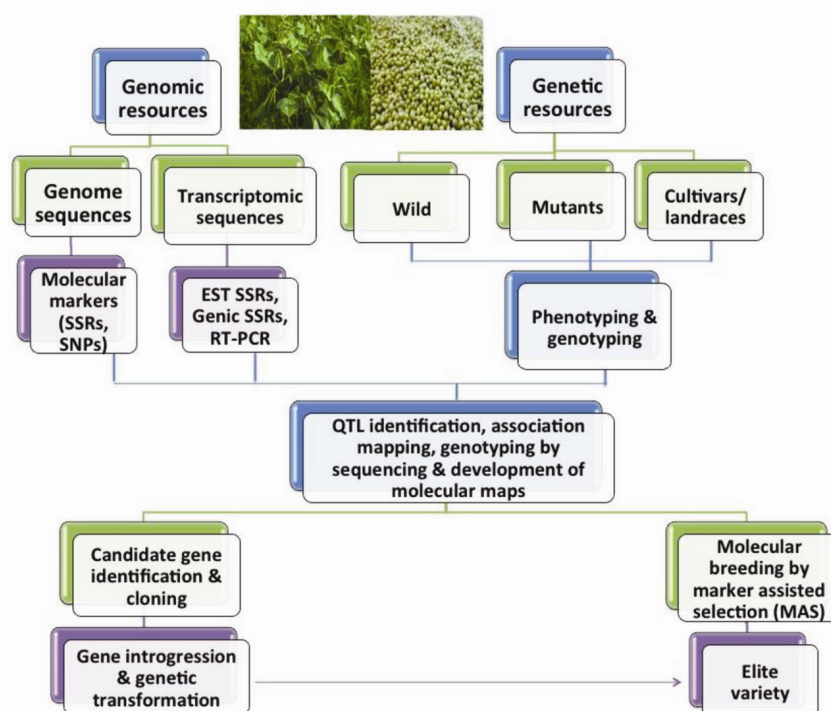 Genomic
resources
Genetic
resources
Genome
sequences
Transcriptomic
sequences
Wild
Mutants
Cultivars/
landraces
Molecular
markers
(SSRs,
SNPs)
EST SSRs,
Genic SSRs,
RT-PCR
Phenotyping &
genotyping
QTL identification, association
mapping, genotyping by
sequencing & development of
molecular maps
Candidate gene
identification &
cloning
Molecular
breeding by
marker assisted
selection (MAS)
Gene introgression
& genetic
transformation
Elite
variety